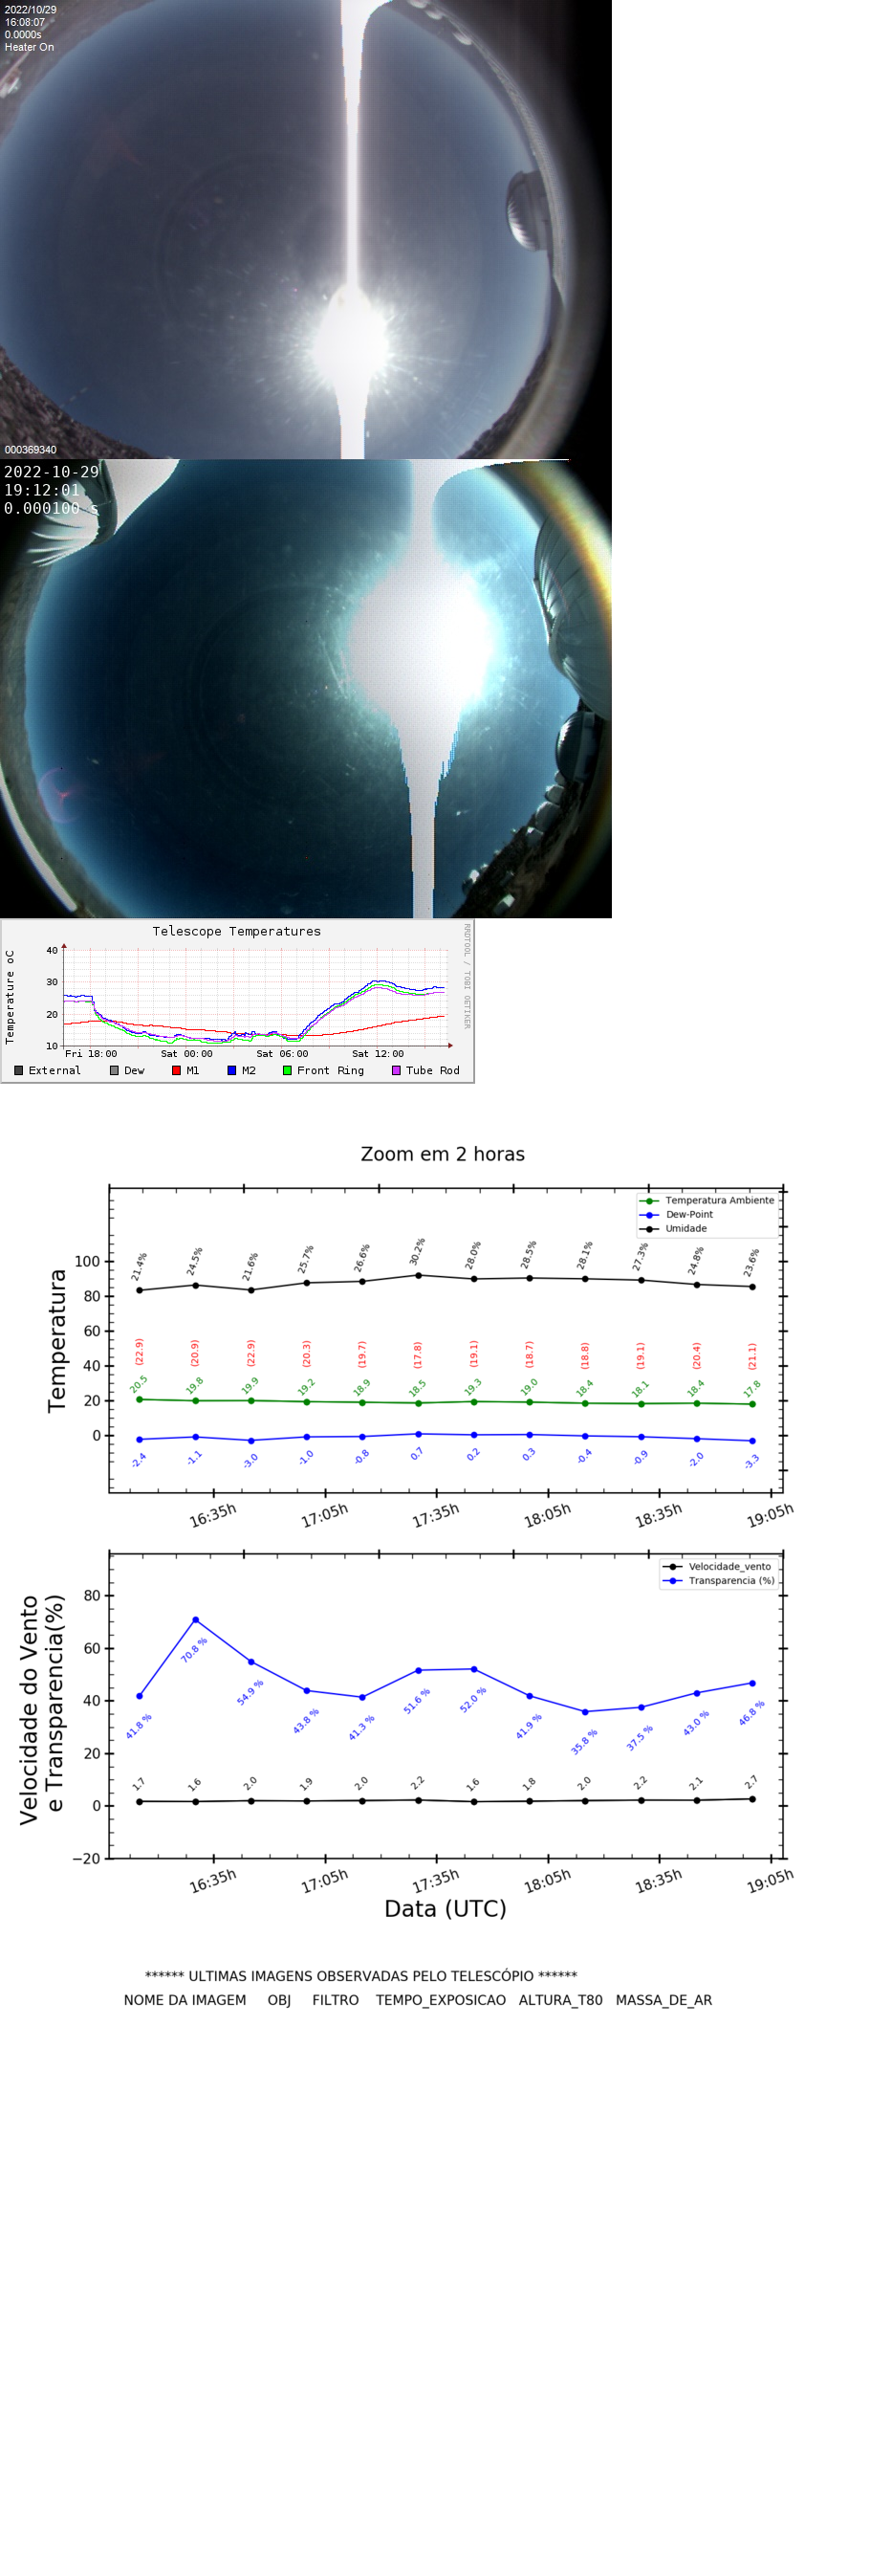 2022/10/29
16:08:07
0.0000s
Heater On
000369340
2022-10-29
19:12:01
0.000100 s
Telescope Temperatures
RRDTOOL / TOBI OETIKER
Temperature oC
40
30
20
10
Fri 18:00 Sat 00:00 Sat 06:00 Sat 12:00
External Dew M1 M2 Front Ring Tube Rod
Zoom em 2 horas
Temperatura Ambiente
Dew-Point
Umidade
Temperatura
100
80
60
40
20
0
21.4% 24.5% 21.6% 25.7% 26.6% 30.2% 28.0% 28.5% 28.1% 27.3% 24.8% 23.6%
(22.9) (20.9) (22.9) (20.3) (19.7) (17.8) (19.1) (18.7) (18.8) (19.1) (20.4) (21.1)
20.5 19.8 19.9 19.2 18.9 18.5 19.3 19.0 18.4 18.1 18.4 17.8
-2.4 -1.1 -3.0 -1.0 -0.8 0.7 0.2 0.3 -0.4 -0.9 -2.0 -3.3
16:35h 17:05h 17:35h 18:05h 18:35h 19:05h
Velocidade_vento
Transparencia (%)
Velocidade do Vento
e Transparencia(%)
80
60
40
20
0
−20
41.8 % 70.8 % 54.9 % 43.8 % 41.3 % 51.6 % 52.0 % 41.9 % 35.8 % 37.5 % 43.0 % 46.8 %
1.7 1.6 2.0 1.9 2.0 2.2 1.6 1.8 2.0 2.2 2.1 2.7
16:35h 17:05h 17:35h 18:05h 18:35h 19:05h
Data (UTC)
****** ULTIMAS IMAGENS OBSERVADAS PELO TELESCÓPIO ******
NOME DA IMAGEM OBJ FILTRO TEMPO_EXPOSICAO ALTURA_T80 MASSA_DE_AR